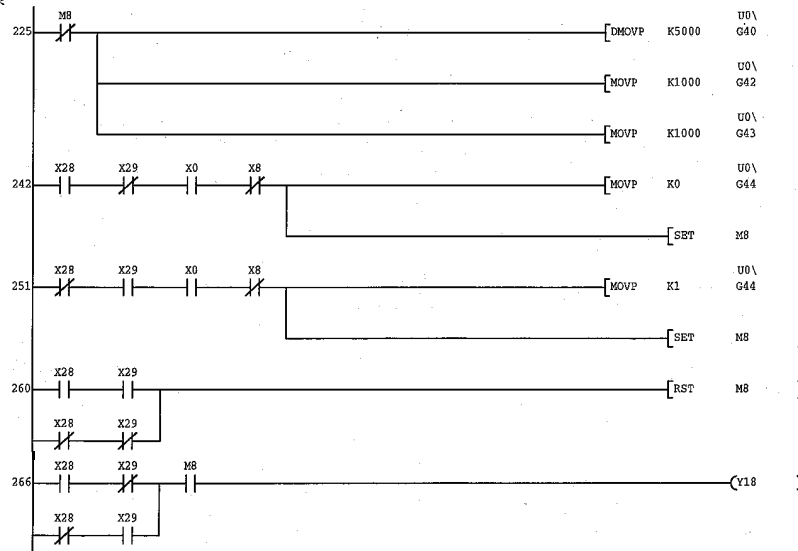 M8 U0\
225 DMOVP K5000 G40
U0\
MOVP K1000 G42
U0\
MOVP K1000 G43
X28 X29 X0 X8 U0\
242 MOVP K0 G44
SET M8
X28 X29 X0 X8 U0\
251 MOVP K1 G44
SET M8
X28 X29
260 RST M8
X28 X29
X28 X29 M8
266 Y18
X28 X29